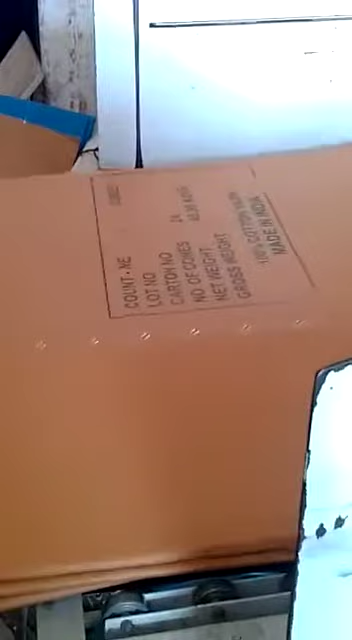 COUNT - NE
LOT NO
CARTON NO
NO OF CONES 24
NET WEIGHT
GROSS WEIGHT
100% COTTON YARN
MADE IN INDIA